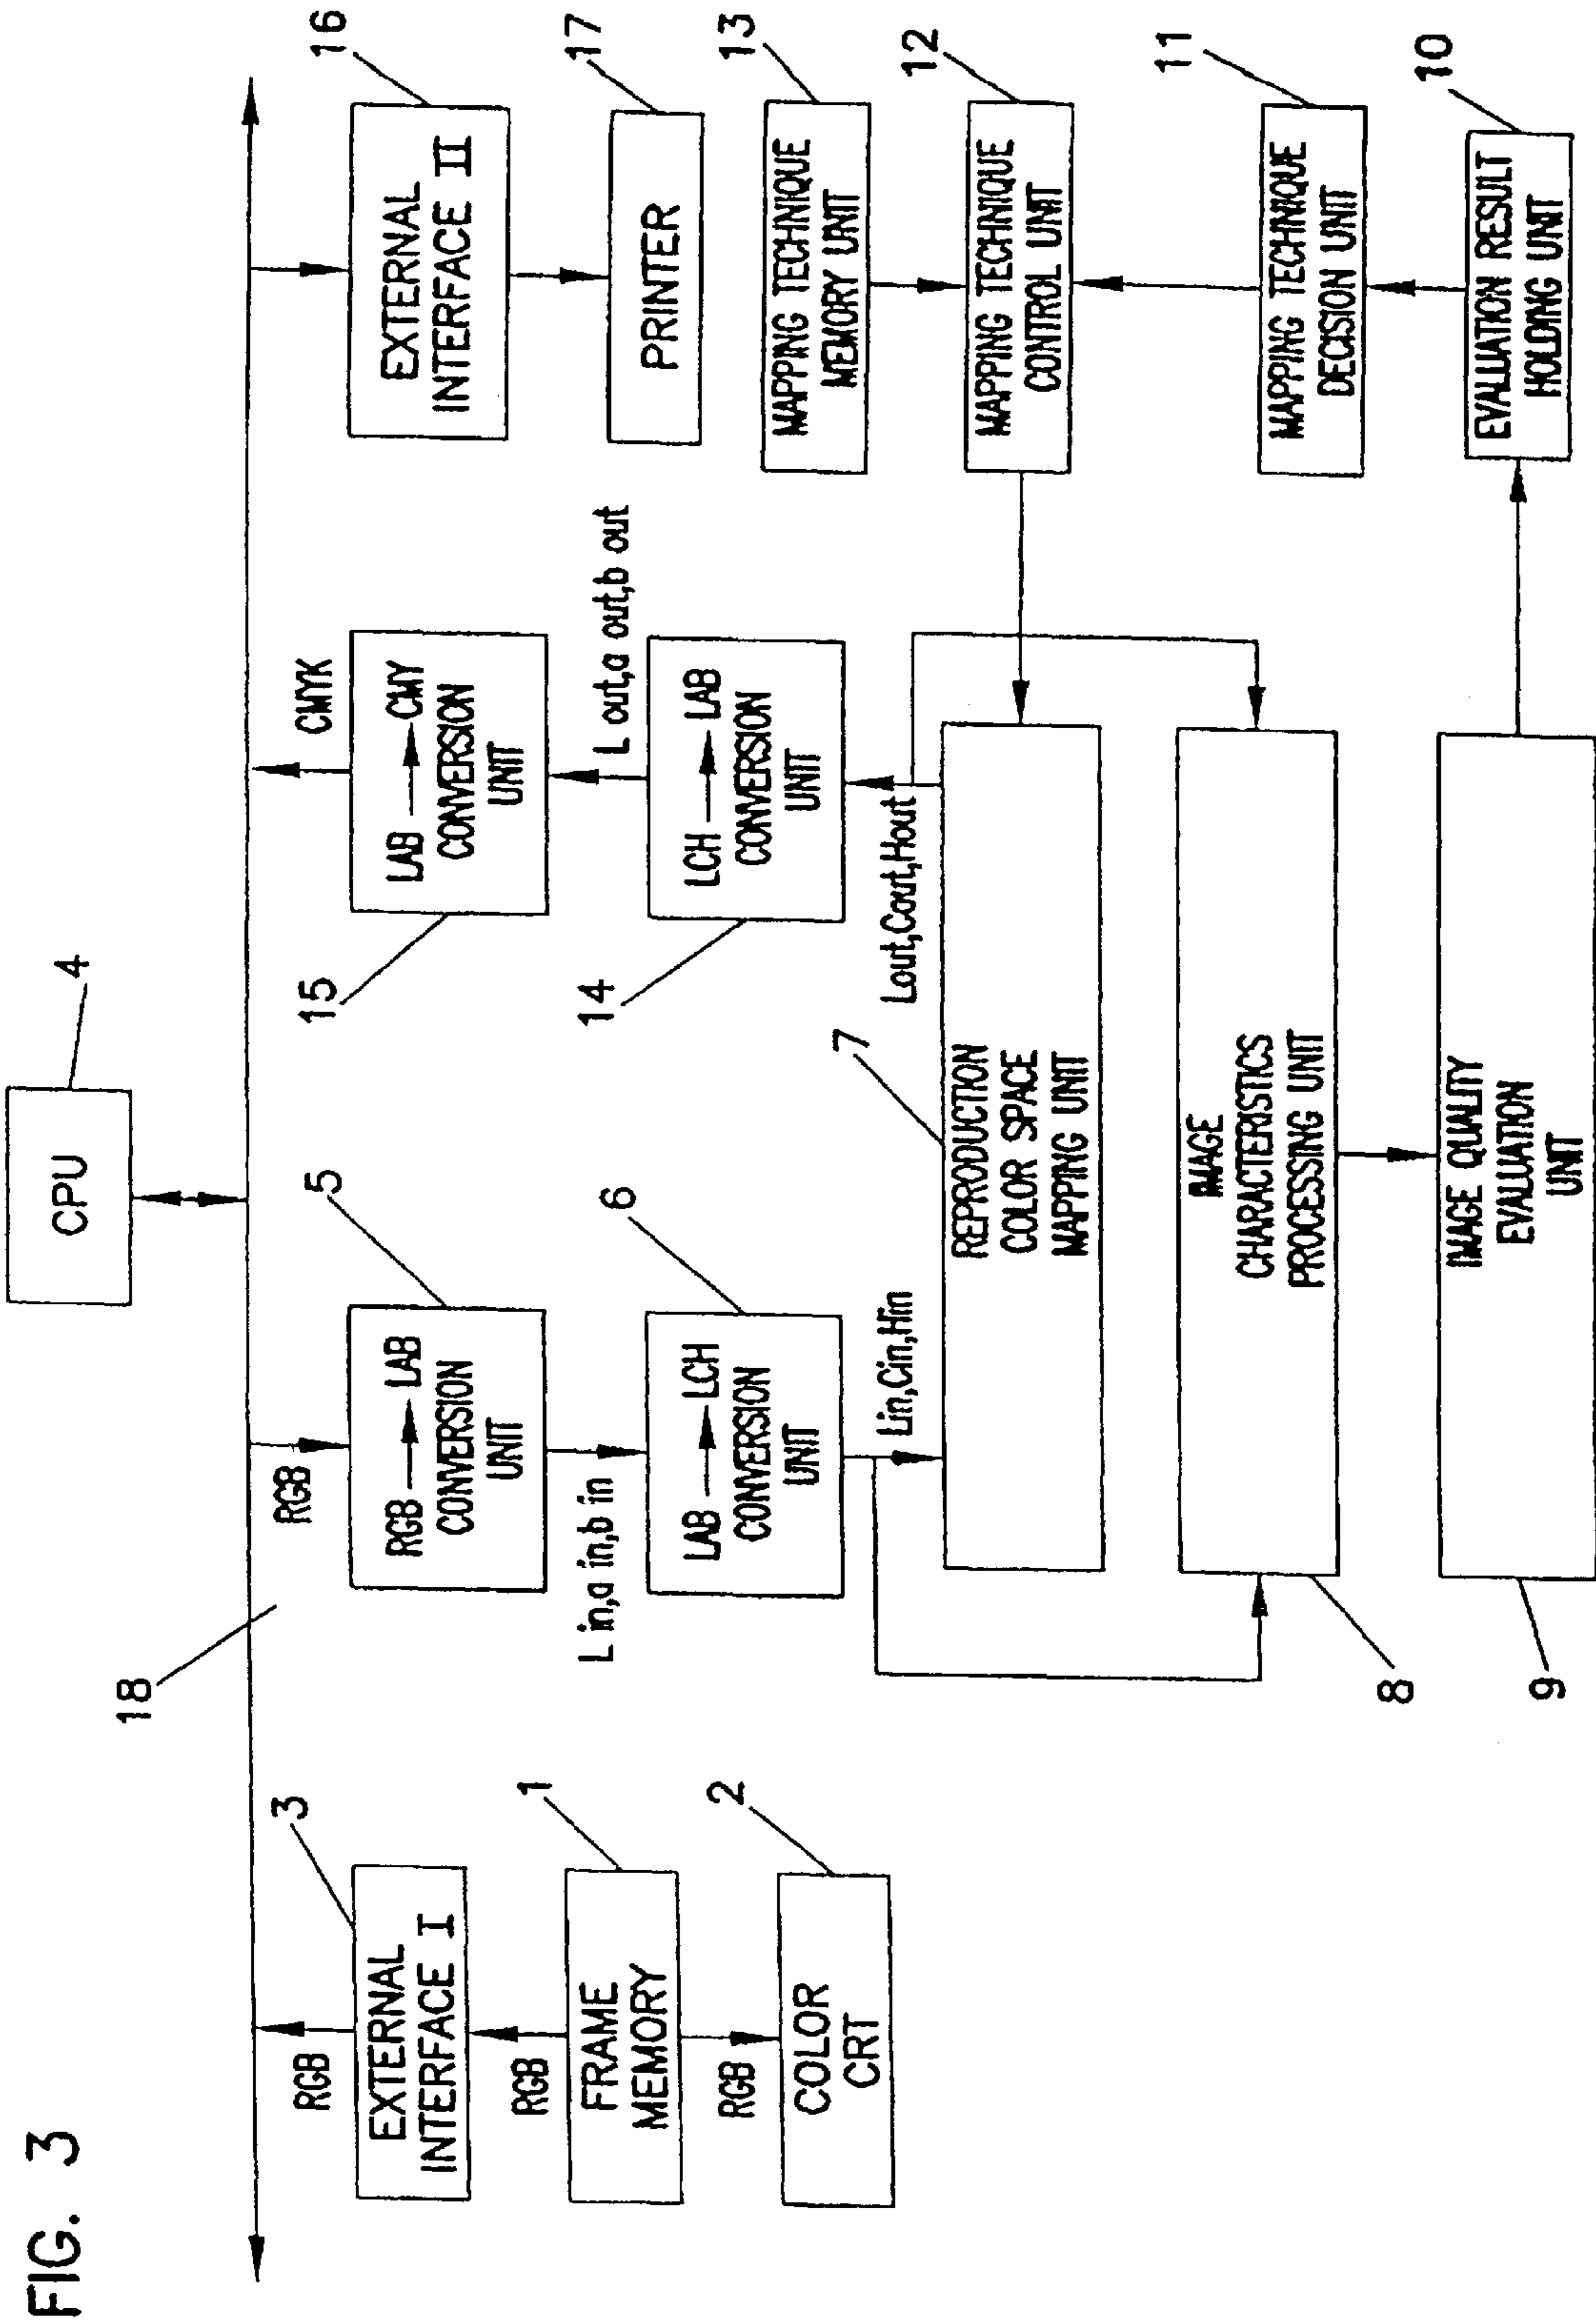 FIG. 3
CPU
4
18
RGB
EXTERNAL
INTERFACE I
3
RGB
FRAME
MEMORY
1
RGB
COLOR
CRT
2
RGB
RGB → LAB
CONVERSION
UNIT
5
L in,a in,b in
LAB → LCH
CONVERSION
UNIT
6
Lin,Cin,Hin
CMYK
LAB → CMY
CONVERSION
UNIT
15
L out,a out,b out
LCH → LAB
CONVERSION
UNIT
14
Lout,Cout,Hout
REPRODUCTION
COLOR SPACE
MAPPING UNIT
7
IMAGE
CHARACTERISTICS
PROCESSING UNIT
8
IMAGE QUALITY
EVALUATION
UNIT
9
EXTERNAL
INTERFACE II
16
PRINTER
17
MAPPING TECHNIQUE
MEMORY UNIT
13
MAPPING TECHNIQUE
CONTROL UNIT
12
MAPPING TECHNIQUE
DECISION UNIT
11
EVALUATION RESULT
HOLDING UNIT
10